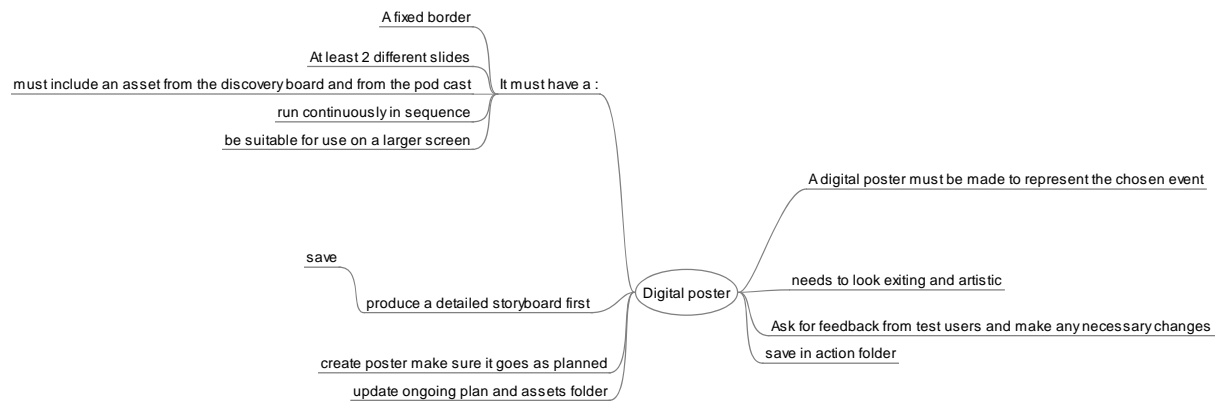 A fixed border
At least 2 different slides
must include an asset from the discovery board and from the pod cast
It must have a :
run continuously in sequence
be suitable for use on a larger screen
A digital poster must be made to represent the chosen event
save
needs to look exiting and artistic
Digital poster
produce a detailed storyboard first
Ask for feedback from test users and make any necessary changes
save in action folder
create poster make sure it goes as planned
update ongoing plan and assets folder